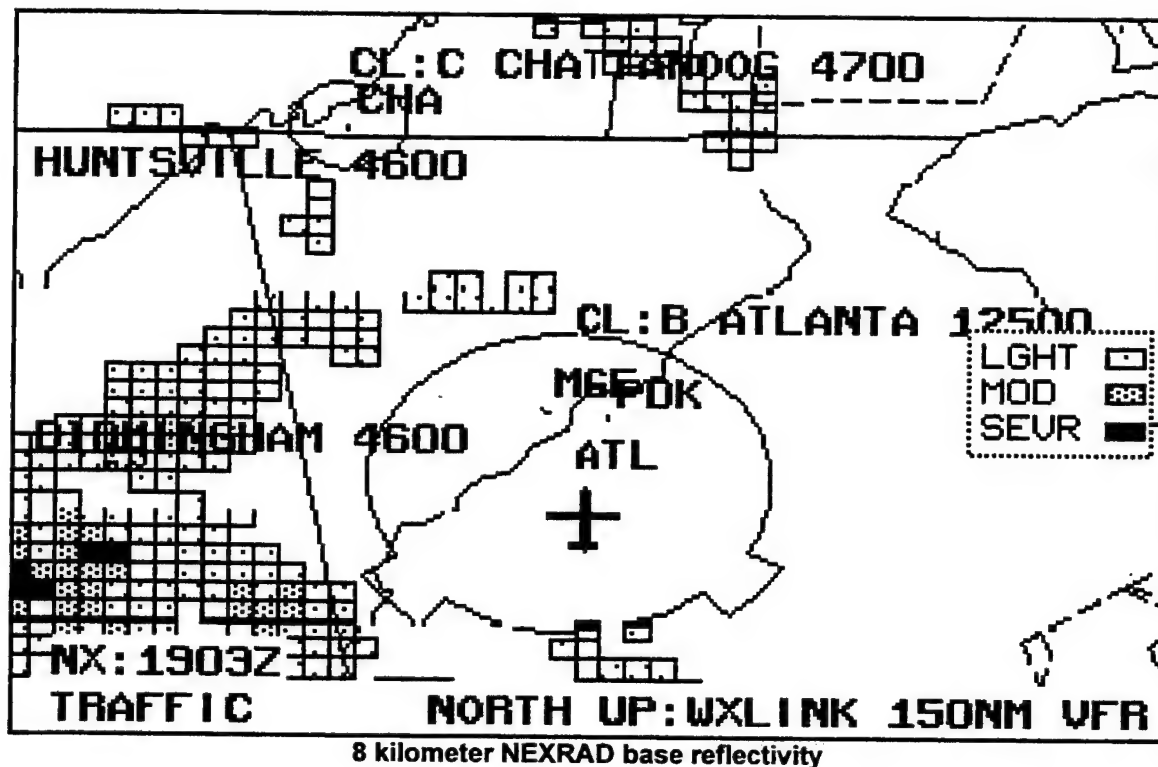 CL:C CHATTANOOG 4700
CHA
HUNTSVILLE 4600
CL:B ATLANTA 12500
LGHT
MOD
SEVR
MGE
PDK
BIRMINGHAM 4600
ATL
NX:1903Z
TRAFFIC
NORTH UP:WXLINK 150NM VFR
8 kilometer NEXRAD base reflectivity